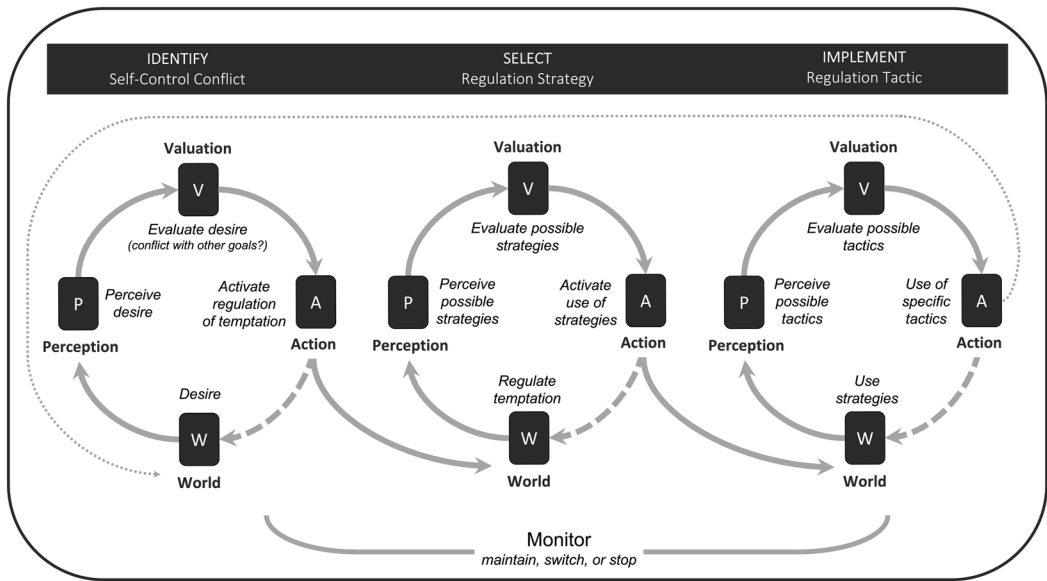 IDENTIFY
Self-Control Conflict
SELECT
Regulation Strategy
IMPLEMENT
Regulation Tactic
Valuation
V
Evaluate desire
(conflict with other goals?)
P
Perceive
desire
Perception
Activate
regulation
of temptation
A
Action
Desire
W
World
Valuation
V
Evaluate possible
strategies
P
Perceive
possible
strategies
Perception
Activate
use of
strategies
A
Action
Regulate
temptation
W
World
Valuation
V
Evaluate possible
tactics
P
Perceive
possible
tactics
Perception
Use of
specific
tactics
A
Action
Use
strategies
W
World
Monitor
maintain, switch, or stop